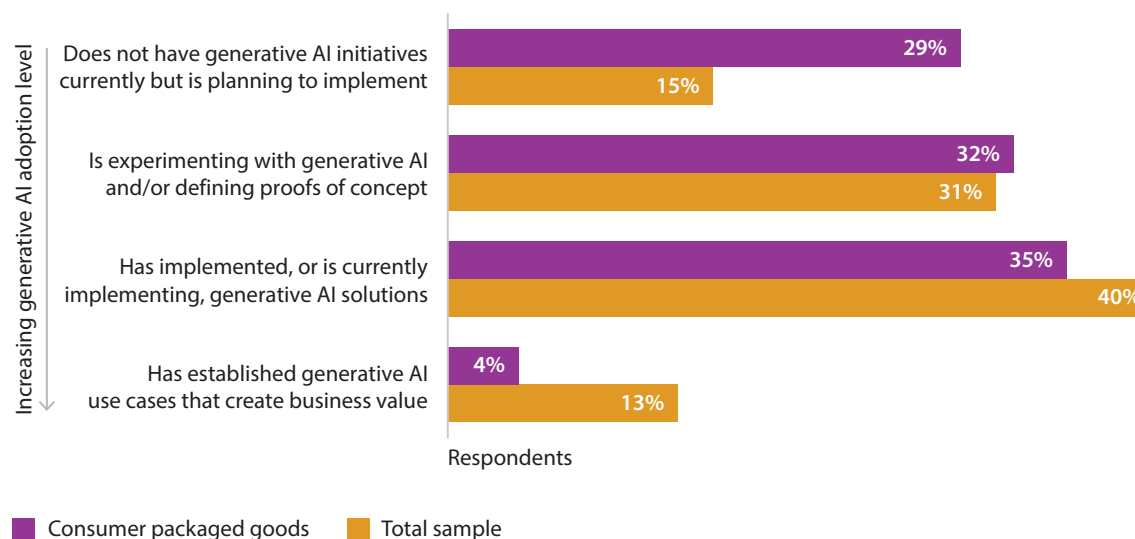 Increasing generative AI adoption level
Does not have generative AI initiatives
currently but is planning to implement
29%
15%
Is experimenting with generative AI
and/or defining proofs of concept
32%
31%
Has implemented, or is currently
implementing, generative AI solutions
35%
40%
Has established generative AI
use cases that create business value
4%
13%
Respondents
Consumer packaged goods
Total sample